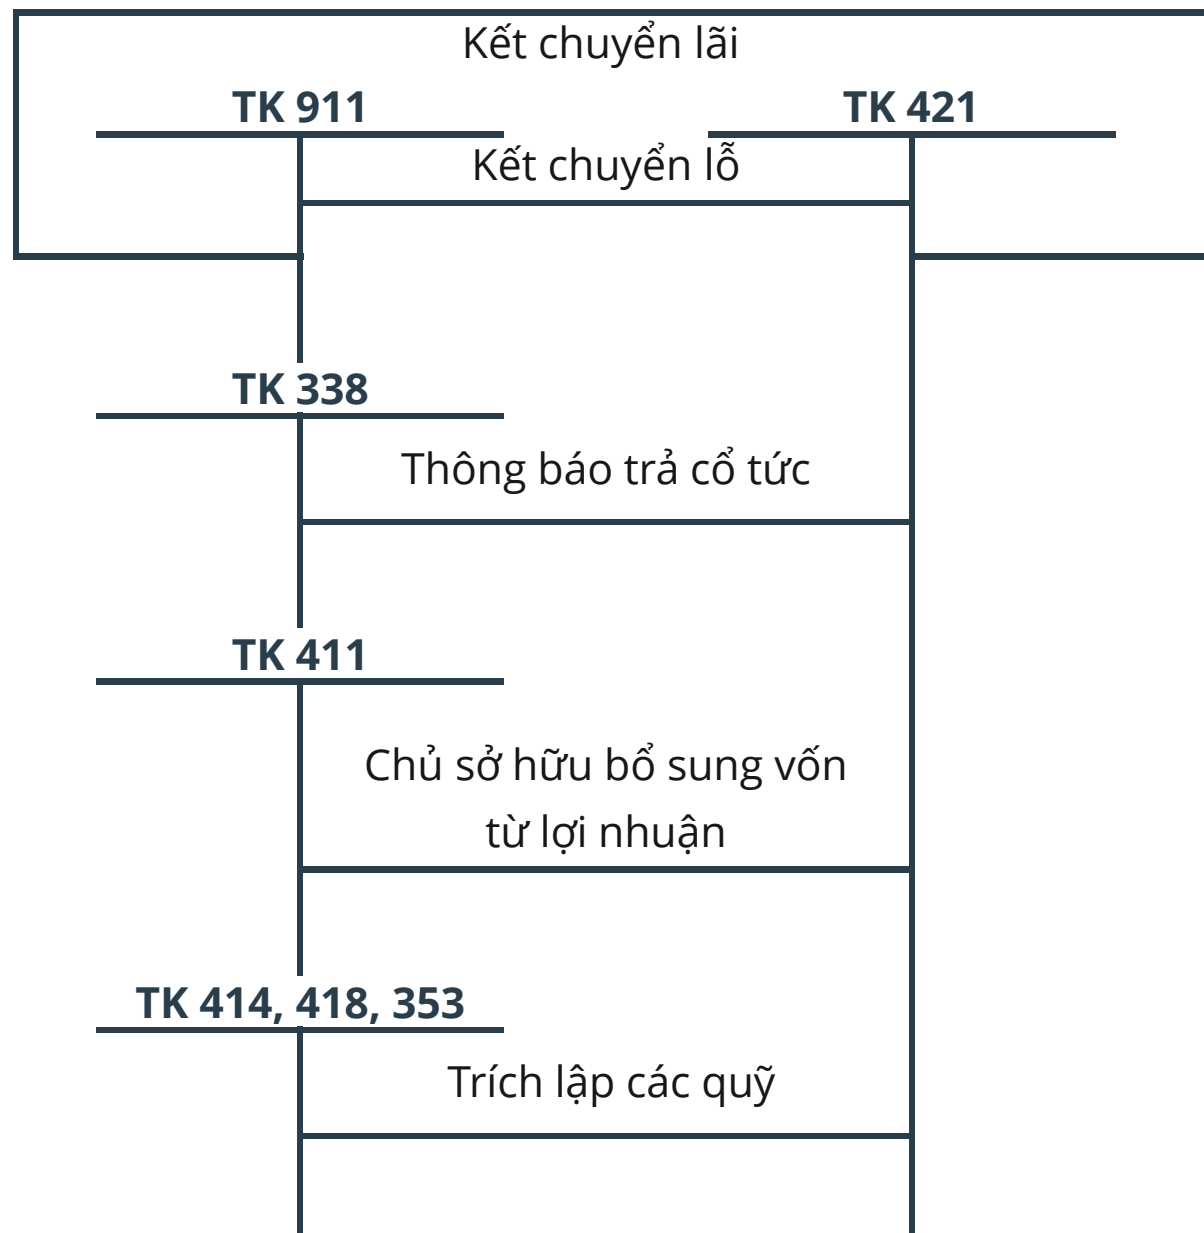 Kết chuyển lãi
TK 911
TK 421
Kết chuyển lỗ
TK 338
Thông báo trả cổ tức
TK 411
Chủ sở hữu bổ sung vốn
từ lợi nhuận
TK 414, 418, 353
Trích lập các quỹ